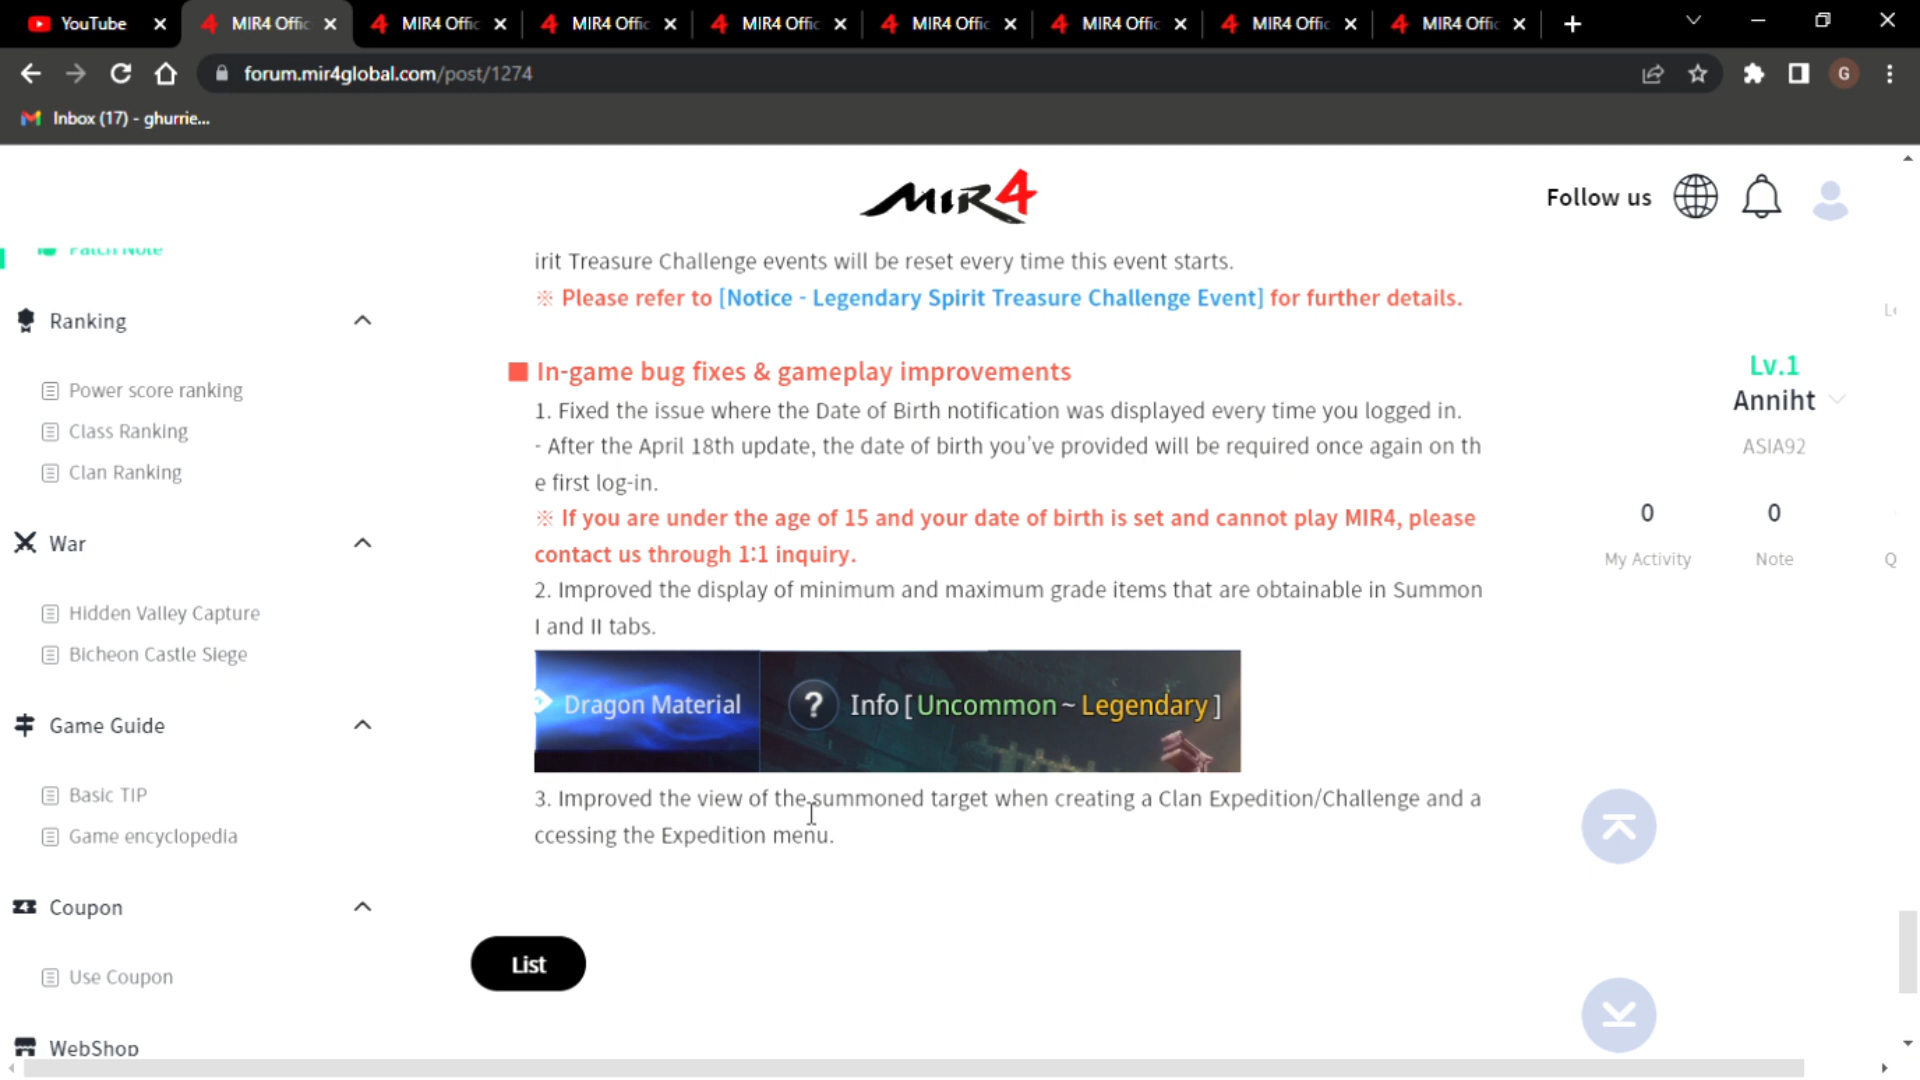 YouTube
MIR4 Offic
MIR4 Offic
MIR4 Offic
MIR4 Offic
MIR4 Offic
MIR4 Offic
MIR4 Offic
MIR4 Offic
forum.mir4global.com/post/1274
G
Inbox (17) - ghurrie...
MIR4
Follow us
Patch Note
Ranking
Power score ranking
Class Ranking
Clan Ranking
War
Hidden Valley Capture
Bicheon Castle Siege
Game Guide
Basic TIP
Game encyclopedia
Coupon
Use Coupon
WebShop
irit Treasure Challenge events will be reset every time this event starts.
※ Please refer to [Notice - Legendary Spirit Treasure Challenge Event] for further details.
■ In-game bug fixes & gameplay improvements
1. Fixed the issue where the Date of Birth notification was displayed every time you logged in.
- After the April 18th update, the date of birth you've provided will be required once again on th
e first log-in.
※ If you are under the age of 15 and your date of birth is set and cannot play MIR4, please
contact us through 1:1 inquiry.
2. Improved the display of minimum and maximum grade items that are obtainable in Summon
I and II tabs.
Dragon Material
? Info [ Uncommon ~ Legendary ]
3. Improved the view of the summoned target when creating a Clan Expedition/Challenge and a
ccessing the Expedition menu.
List
Lv.1
Anniht
ASIA92
0 0
My Activity Note Q